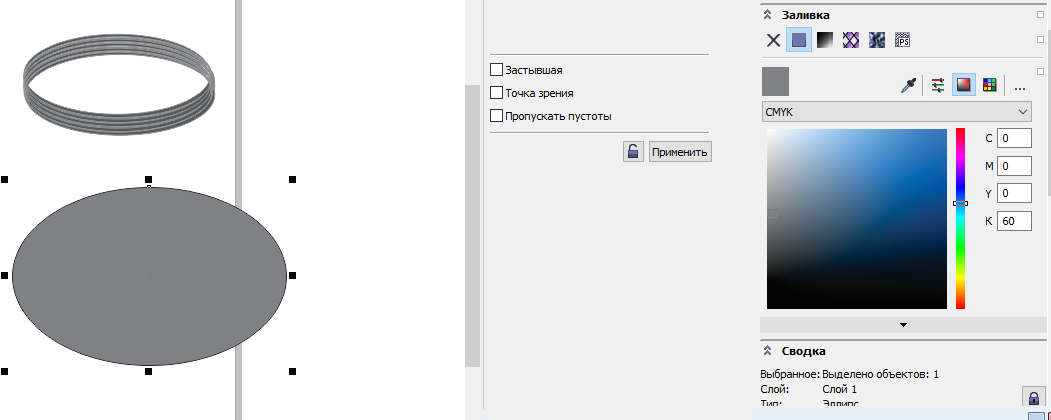 Застывшая
Точка зрения
Пропускать пустоты
Применить
Заливка
PS
...
CMYK
C 0
M 0
Y 0
K 60
Сводка
Выбранное: Выделено объектов: 1
Слой: Слой 1
Тип: Эллипс